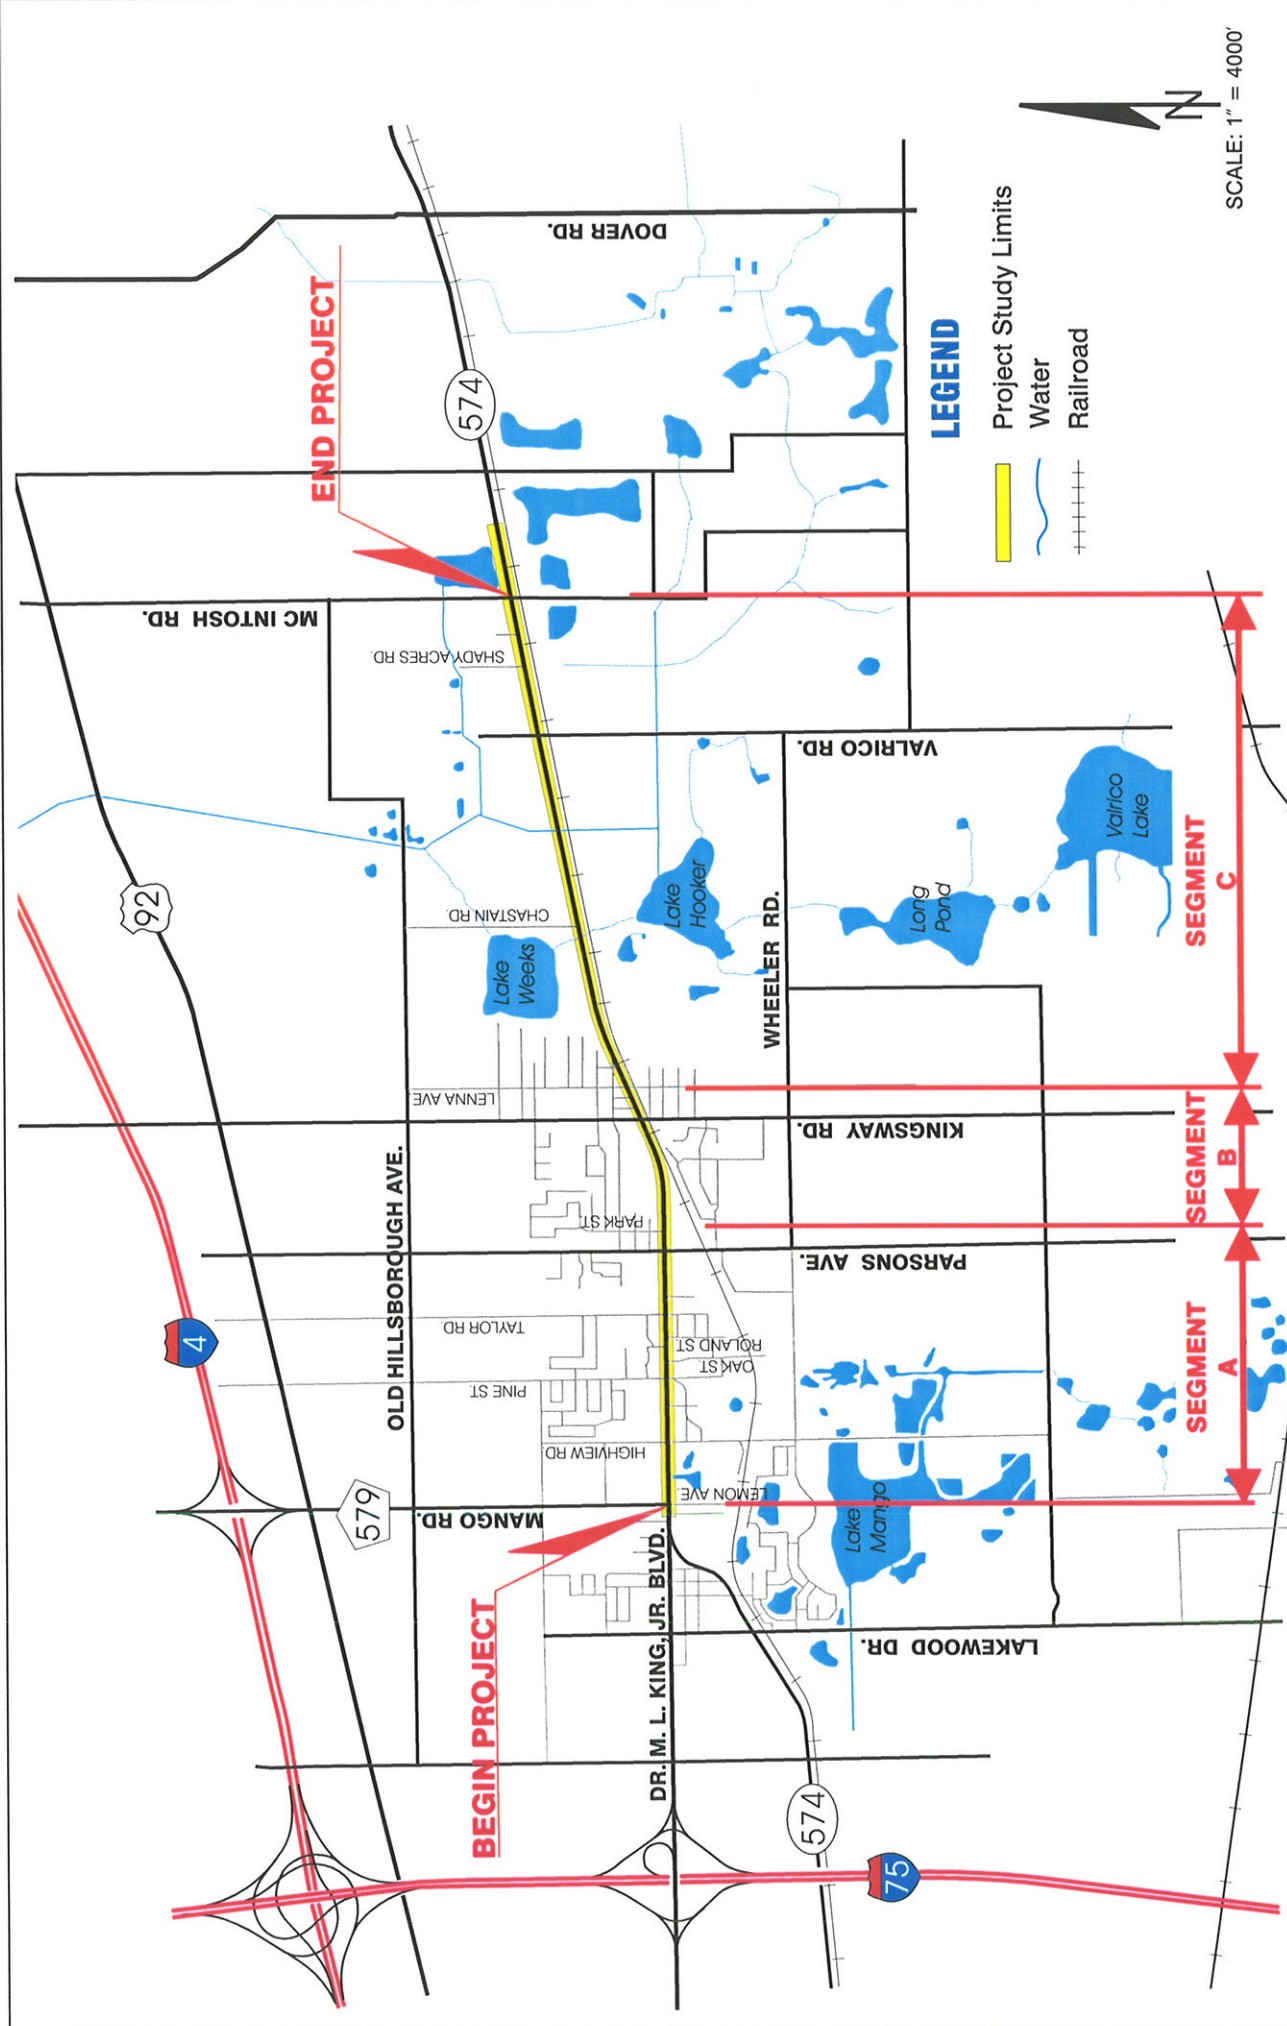 4
92
579
574
END PROJECT
BEGIN PROJECT
OLD HILLSBOROUGH AVE.
MANGO RD.
MC INTOSH RD.
DOVER RD.
SHADY ACRES RD.
CHASTAIN RD.
LENNA AVE.
PARK ST.
TAYLOR RD.
PINE ST.
HIGHVIEW RD
LEMON AVE.
ROLAND ST.
OAK ST.
DR. M. L. KING, JR. BLVD.
574
75
LAKEWOOD DR.
PARSONS AVE.
KINGSWAY RD.
WHEELER RD.
VALRICO RD.
Lake
Weeks
Lake
Hooker
Long
Pond
Valrico
Lake
Lake
Mango
SEGMENT
A
SEGMENT
B
SEGMENT
C
LEGEND
Project Study Limits
Water
Railroad
N
SCALE: 1" = 4000'